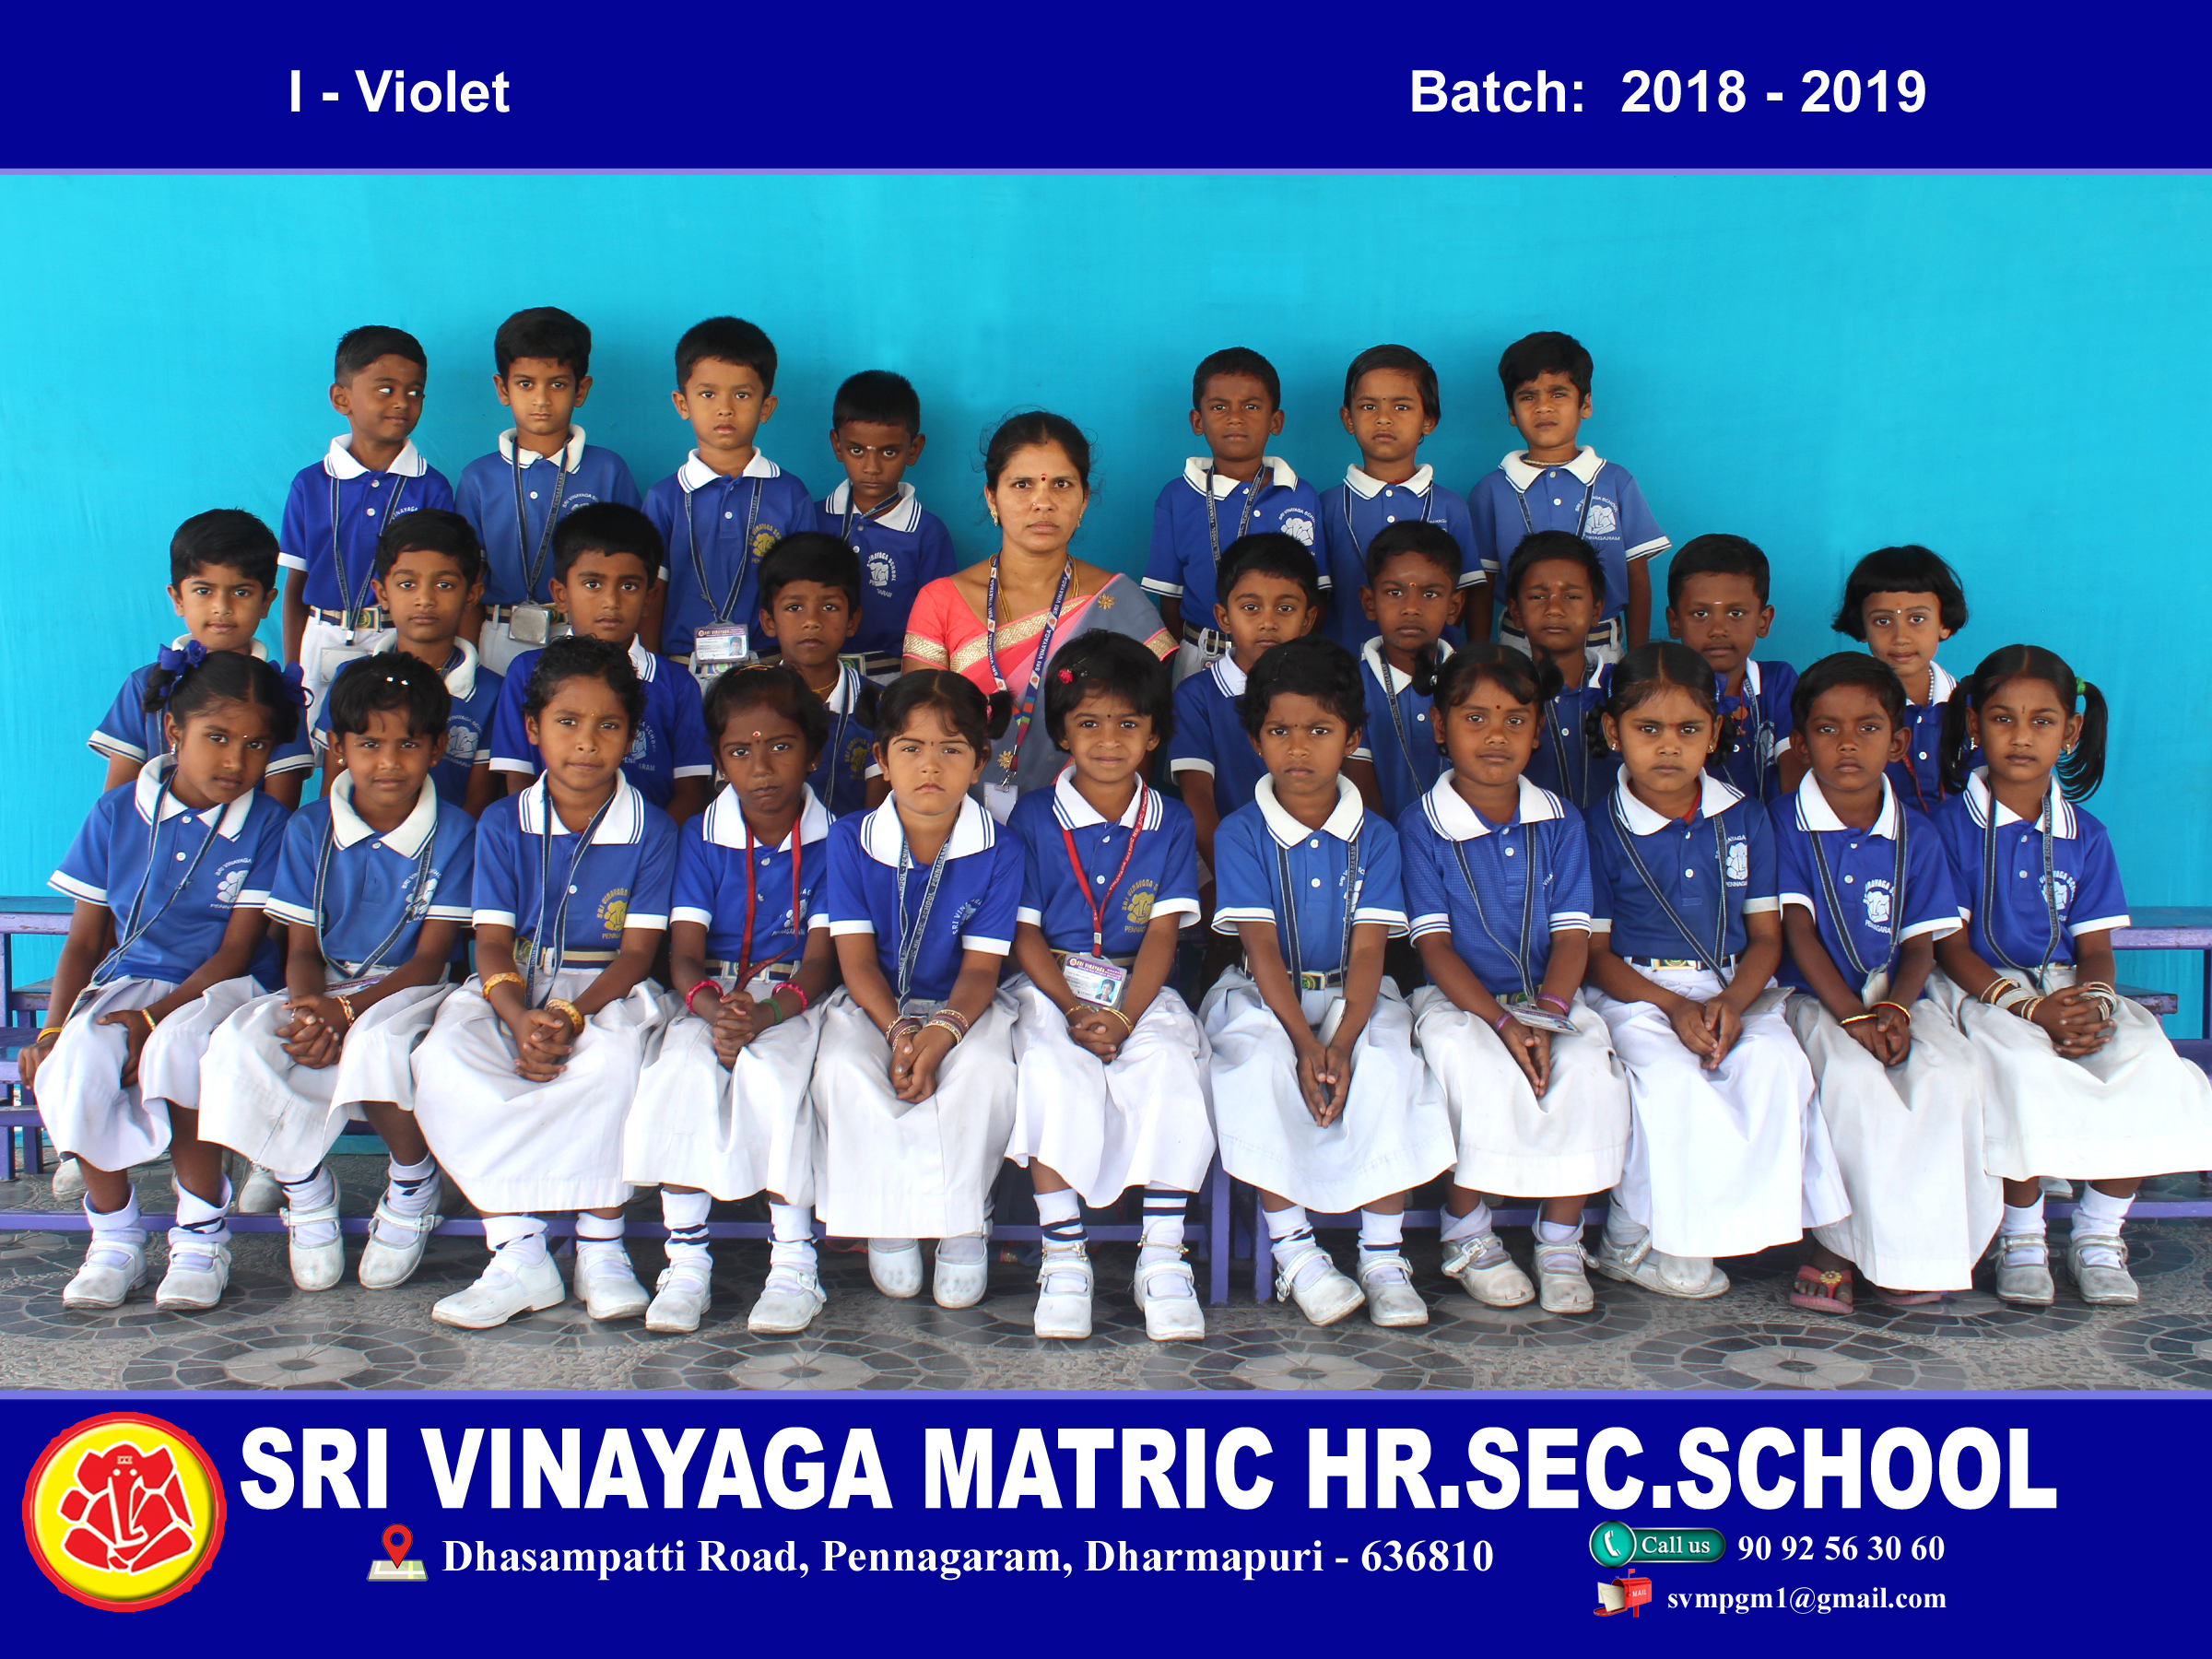 I - Violet
Batch: 2018 - 2019
SRI VINAYAGA MATRIC HR.SEC.SCHOOL
Dhasampatti Road, Pennagaram, Dharmapuri - 636810
Call us 90 92 56 30 60
MAIL
svmpgm1@gmail.com